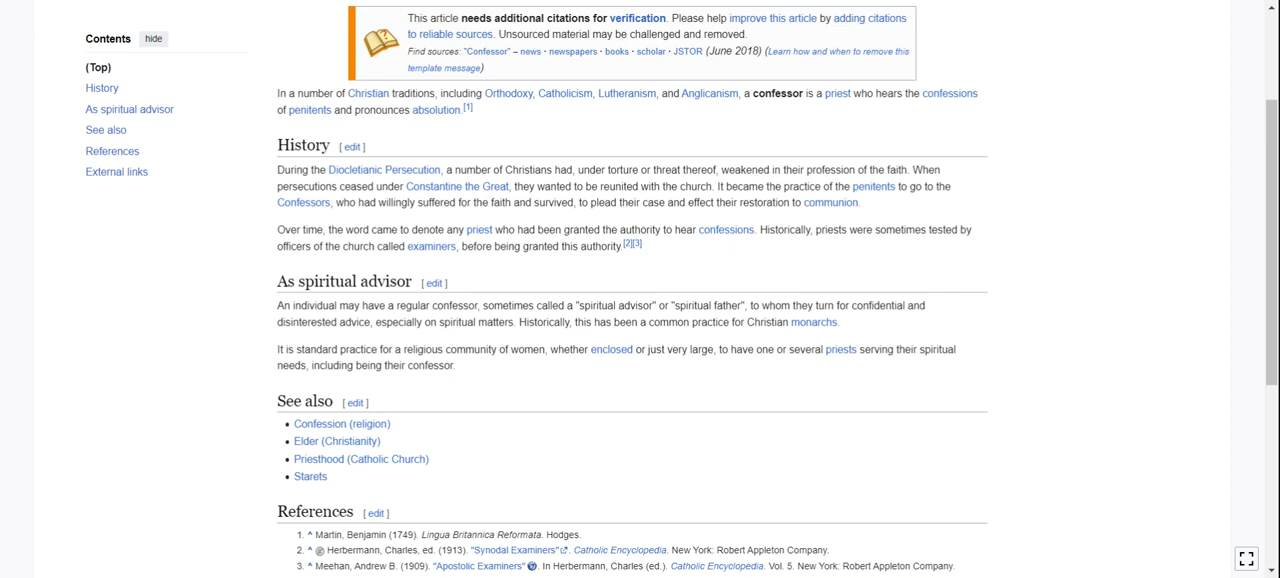 Contents hide
(Top)
History
As spiritual advisor
See also
References
External links
This article needs additional citations for verification. Please help improve this article by adding citations
to reliable sources. Unsourced material may be challenged and removed.
Find sources: "Confessor" – news · newspapers · books · scholar · JSTOR (June 2018) (Learn how and when to remove this
template message)
In a number of Christian traditions, including Orthodoxy, Catholicism, Lutheranism, and Anglicanism, a confessor is a priest who hears the confessions
of penitents and pronounces absolution.[1]
History [ edit ]
During the Diocletianic Persecution, a number of Christians had, under torture or threat thereof, weakened in their profession of the faith. When
persecutions ceased under Constantine the Great, they wanted to be reunited with the church. It became the practice of the penitents to go to the
Confessors, who had willingly suffered for the faith and survived, to plead their case and effect their restoration to communion.
Over time, the word came to denote any priest who had been granted the authority to hear confessions. Historically, priests were sometimes tested by
officers of the church called examiners, before being granted this authority.[2][3]
As spiritual advisor [ edit ]
An individual may have a regular confessor, sometimes called a "spiritual advisor" or "spiritual father", to whom they turn for confidential and
disinterested advice, especially on spiritual matters. Historically, this has been a common practice for Christian monarchs.
It is standard practice for a religious community of women, whether enclosed or just very large, to have one or several priests serving their spiritual
needs, including being their confessor.
See also [ edit ]
• Confession (religion)
• Elder (Christianity)
• Priesthood (Catholic Church)
• Starets
References [ edit ]
1. ^ Martin, Benjamin (1749). Lingua Britannica Reformata. Hodges.
2. ^ Herbermann, Charles, ed. (1913). "Synodal Examiners". Catholic Encyclopedia. New York: Robert Appleton Company.
3. ^ Meehan, Andrew B. (1909). "Apostolic Examiners". In Herbermann, Charles (ed.). Catholic Encyclopedia. Vol. 5. New York: Robert Appleton Company.